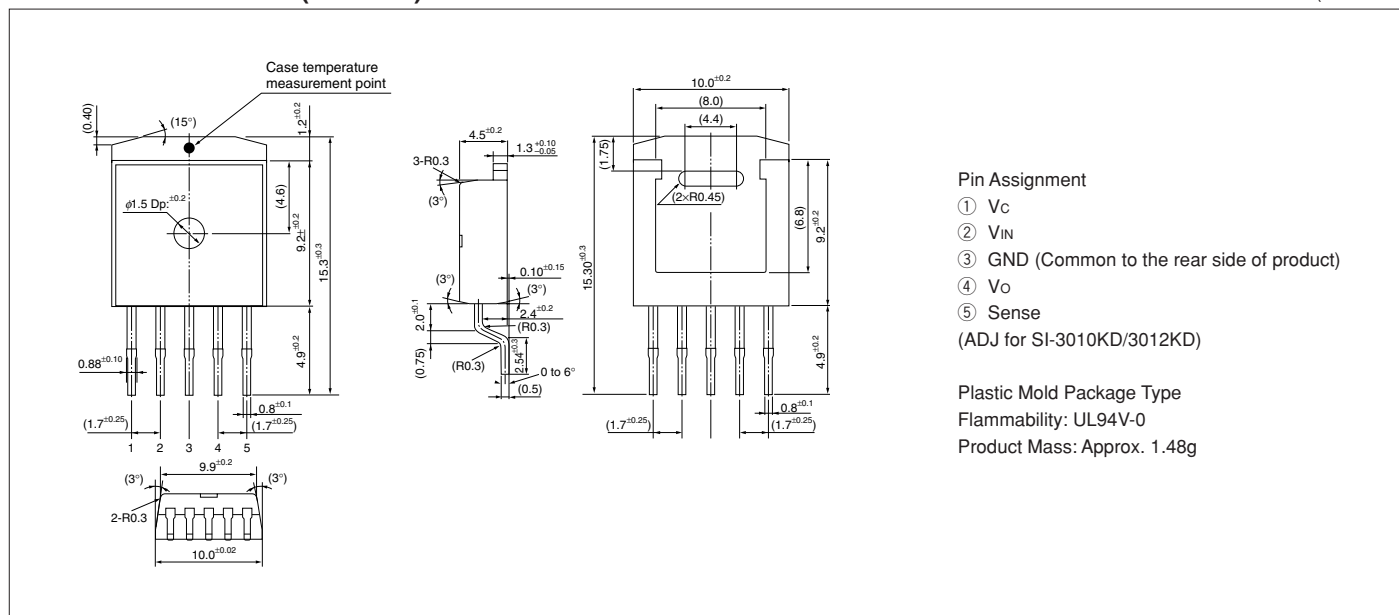 Case temperature
measurement point
(0.40)
(15°)
1.2±0.2
φ1.5 Dp:±0.2
(4.6)
9.2±±0.2
15.3±0.3
0.88±0.10
4.9±0.2
0.8±0.1
(1.7±0.25)
(1.7±0.25)
1 2 3 4 5
4.5±0.2
1.3+0.10−0.05
3-R0.3
(3°)
0.10±0.15
(3°)
(3°)
2.0±0.1
2.4±0.2
(R0.3)
(0.75)
(R0.3)
2.54±0.3
0 to 6°
(0.5)
10.0±0.2
(8.0)
(4.4)
(1.75)
(2×R0.45)
(6.8)
9.2±0.2
15.30±0.3
4.9±0.2
0.8±0.1
(1.7±0.25)
(1.7±0.25)
9.9±0.2
(3°)
(3°)
2-R0.3
10.0±0.02
Pin Assignment
① VC
② VIN
③ GND (Common to the rear side of product)
④ VO
⑤ Sense
(ADJ for SI-3010KD/3012KD)
Plastic Mold Package Type
Flammability: UL94V-0
Product Mass: Approx. 1.48g